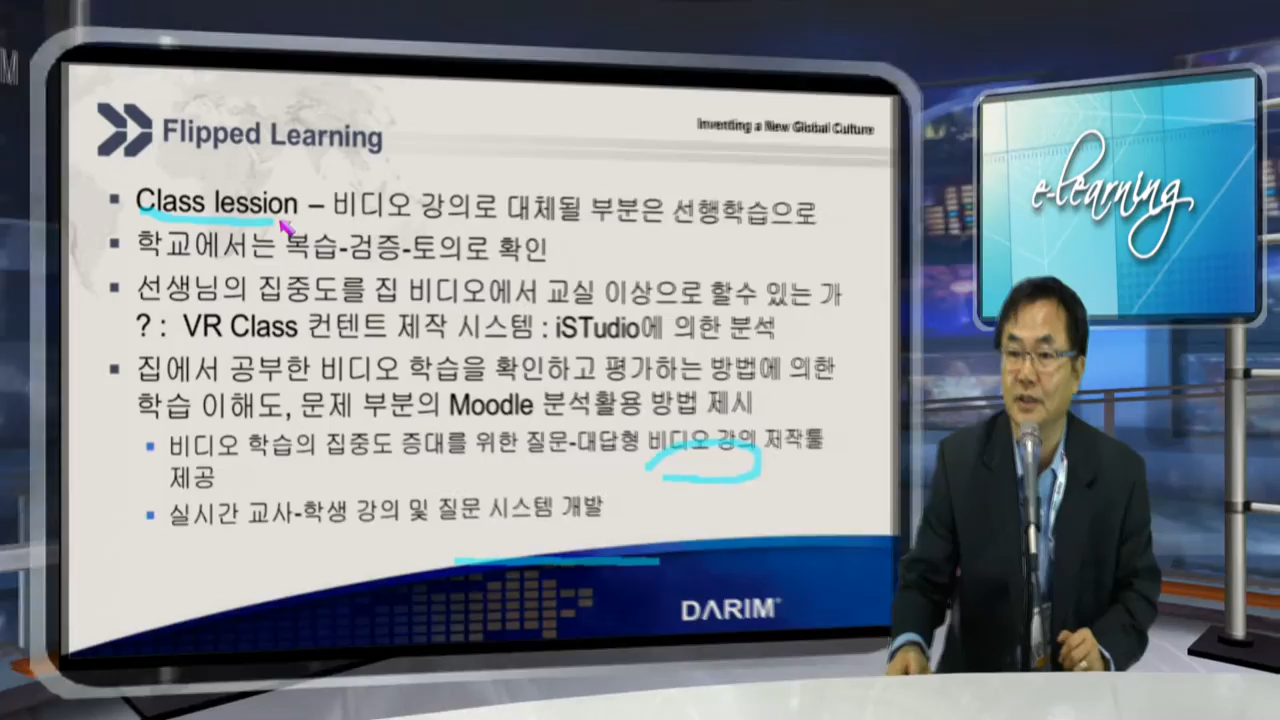 M
Flipped Learning
Inventing a New Global Culture
Class lession – 비디오 강의로 대체될 부분은 선행학습으로
학교에서는 복습-검증-토의로 확인
선생님의 집중도를 집 비디오에서 교실 이상으로 할수 있는 가
? : VR Class 컨텐트 제작 시스템 : iSTudio에 의한 분석
집에서 공부한 비디오 학습을 확인하고 평가하는 방법에 의한
학습 이해도, 문제 부분의 Moodle 분석활용 방법 제시
비디오 학습의 집중도 증대를 위한 질문-대답형 비디오 강의 저작툴
제공
실시간 교사-학생 강의 및 질문 시스템 개발
DARIM
e-learning